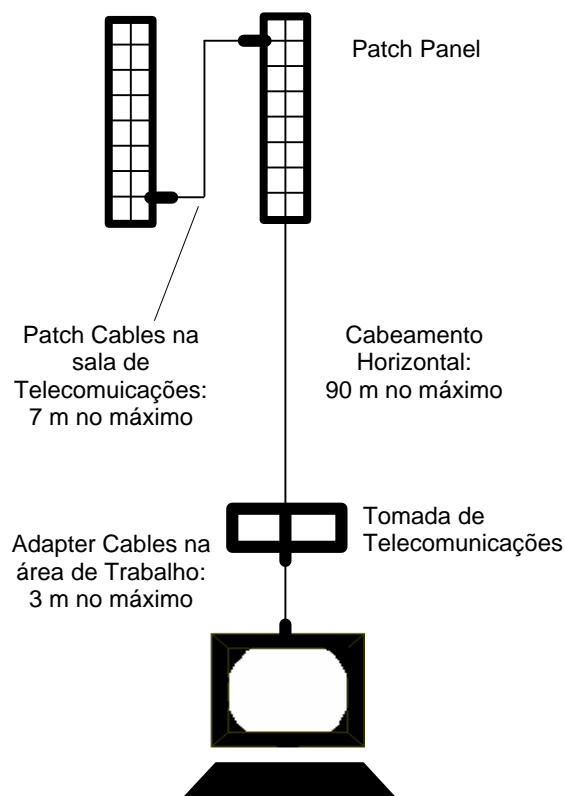 Patch Panel
Patch Cables na
sala de
Telecomuicações:
7 m no máximo
Cabeamento
Horizontal:
90 m no máximo
Tomada de
Telecomunicações
Adapter Cables na
área de Trabalho:
3 m no máximo